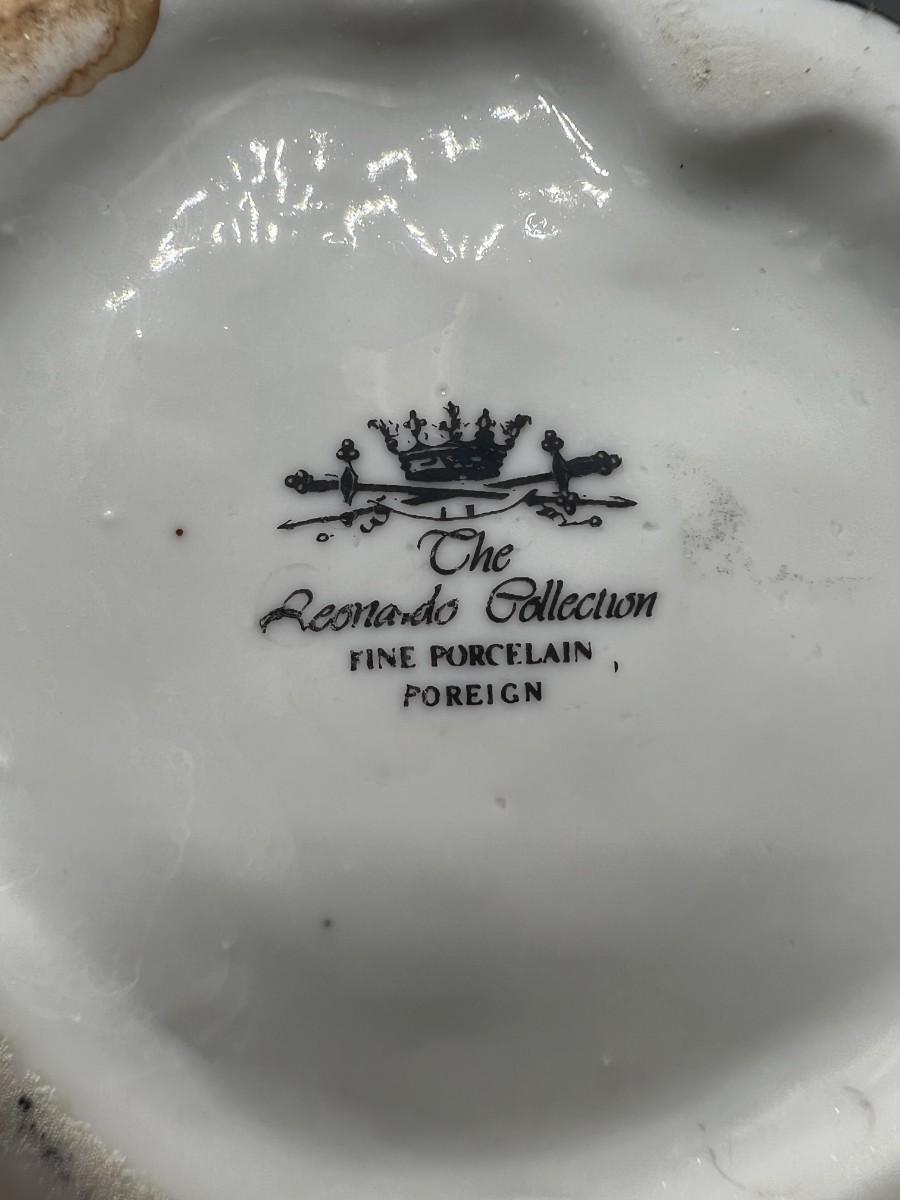 The
Leonardo Collection
FINE PORCELAIN
FOREIGN